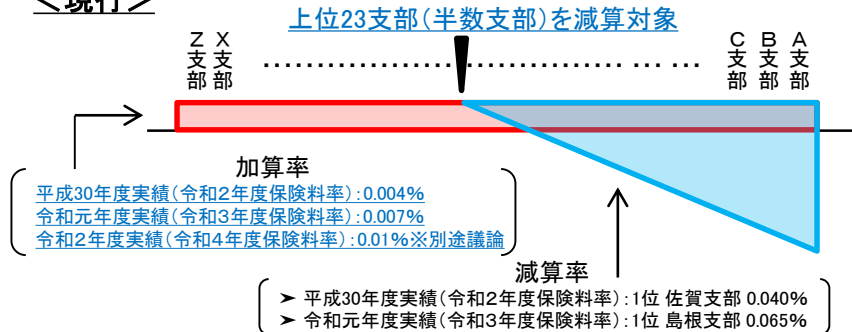 ＜現行＞
上位23支部(半数支部)を減算対象
Z支部 X支部 ‥‥‥‥‥‥‥‥‥‥‥‥‥‥‥‥ … … C支部 B支部 A支部
加算率
平成30年度実績(令和２年度保険料率):0.004%
令和元年度実績(令和３年度保険料率):0.007%
令和２年度実績(令和４年度保険料率):0.01%※別途議論
減算率
➤ 平成30年度実績(令和２年度保険料率):1位 佐賀支部 0.040%
➤ 令和元年度実績(令和３年度保険料率):1位 島根支部 0.065%